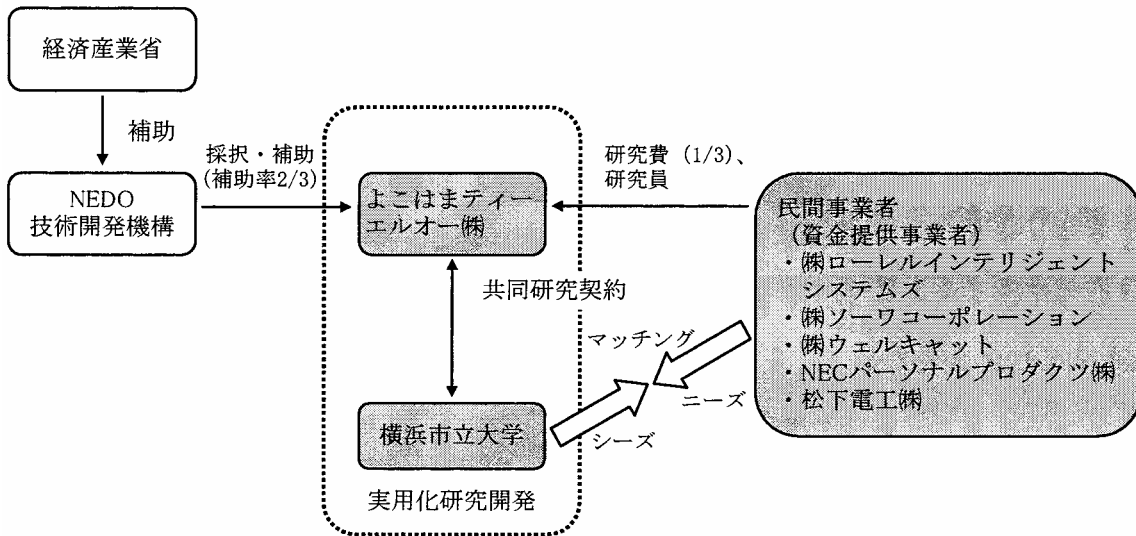 経済産業省
補助
NEDO
技術開発機構
採択・補助
(補助率2/3)
よこはまティー
エルオー㈱
共同研究契約
横浜市立大学
実用化研究開発
研究費 (1/3)、
研究員
マッチング
ニーズ
シーズ
民間事業者
(資金提供事業者)
・㈱ローレルインテリジェント
システムズ
・㈱ソーワコーポレーション
・㈱ウェルキャット
・NECパーソナルプロダクツ㈱
・松下電工㈱